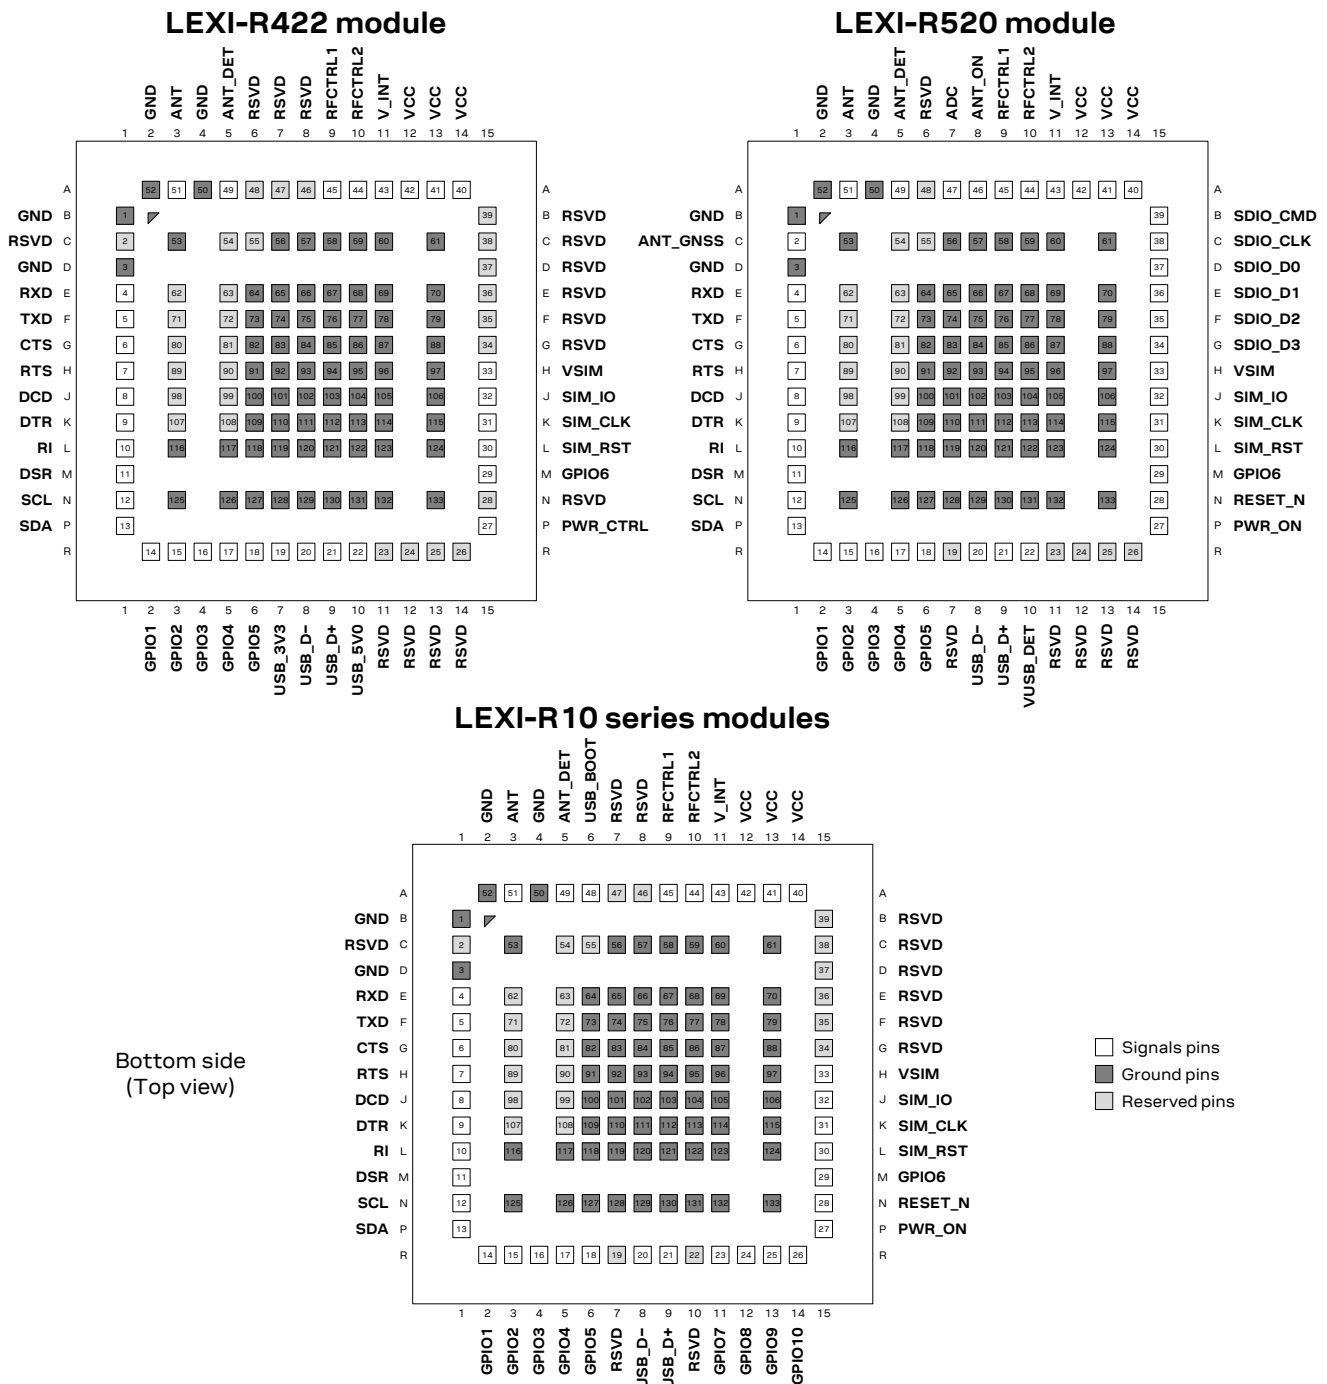 LEXI-R422 module
GND ANT GND ANT_DET RSVD RSVD RSVD RFCTRL1 RFCTRL2 V_INT VCC VCC VCC
1 2 3 4 5 6 7 8 9 10 11 12 13 14 15
A 52 51 50 49 48 47 46 45 44 43 42 41 40 A
GND B 1 39 B RSVD
RSVD C 2 53 54 55 56 57 58 59 60 61 38 C RSVD
GND D 3 37 D RSVD
RXD E 4 62 63 64 65 66 67 68 69 70 36 E RSVD
TXD F 5 71 72 73 74 75 76 77 78 79 35 F RSVD
CTS G 6 80 81 82 83 84 85 86 87 88 34 G RSVD
RTS H 7 89 90 91 92 93 94 95 96 97 33 H VSIM
DCD J 8 98 99 100 101 102 103 104 105 106 32 J SIM_IO
DTR K 9 107 108 109 110 111 112 113 114 115 31 K SIM_CLK
RI L 10 116 117 118 119 120 121 122 123 124 30 L SIM_RST
DSR M 11 29 M GPIO6
SCL N 12 125 126 127 128 129 130 131 132 133 28 N RSVD
SDA P 13 27 P PWR_CTRL
R 14 15 16 17 18 19 20 21 22 23 24 25 26 R
1 2 3 4 5 6 7 8 9 10 11 12 13 14 15
GPIO1 GPIO2 GPIO3 GPIO4 GPIO5 USB_3V3 USB_D− USB_D+ USB_5V0 RSVD RSVD RSVD RSVD
LEXI-R520 module
GND ANT GND ANT_DET RSVD ADC ANT_ON RFCTRL1 RFCTRL2 V_INT VCC VCC VCC
1 2 3 4 5 6 7 8 9 10 11 12 13 14 15
A 52 51 50 49 48 47 46 45 44 43 42 41 40 A
GND B 1 39 B SDIO_CMD
ANT_GNSS C 2 53 54 55 56 57 58 59 60 61 38 C SDIO_CLK
GND D 3 37 D SDIO_D0
RXD E 4 62 63 64 65 66 67 68 69 70 36 E SDIO_D1
TXD F 5 71 72 73 74 75 76 77 78 79 35 F SDIO_D2
CTS G 6 80 81 82 83 84 85 86 87 88 34 G SDIO_D3
RTS H 7 89 90 91 92 93 94 95 96 97 33 H VSIM
DCD J 8 98 99 100 101 102 103 104 105 106 32 J SIM_IO
DTR K 9 107 108 109 110 111 112 113 114 115 31 K SIM_CLK
RI L 10 116 117 118 119 120 121 122 123 124 30 L SIM_RST
DSR M 11 29 M GPIO6
SCL N 12 125 126 127 128 129 130 131 132 133 28 N RESET_N
SDA P 13 27 P PWR_ON
R 14 15 16 17 18 19 20 21 22 23 24 25 26 R
1 2 3 4 5 6 7 8 9 10 11 12 13 14 15
GPIO1 GPIO2 GPIO3 GPIO4 GPIO5 RSVD USB_D− USB_D+ VUSB_DET RSVD RSVD RSVD RSVD
LEXI-R10 series modules
GND ANT GND ANT_DET USB_BOOT RSVD RSVD RFCTRL1 RFCTRL2 V_INT VCC VCC VCC
1 2 3 4 5 6 7 8 9 10 11 12 13 14 15
A 52 51 50 49 48 47 46 45 44 43 42 41 40 A
GND B 1 39 B RSVD
RSVD C 2 53 54 55 56 57 58 59 60 61 38 C RSVD
GND D 3 37 D RSVD
RXD E 4 62 63 64 65 66 67 68 69 70 36 E RSVD
TXD F 5 71 72 73 74 75 76 77 78 79 35 F RSVD
CTS G 6 80 81 82 83 84 85 86 87 88 34 G RSVD
RTS H 7 89 90 91 92 93 94 95 96 97 33 H VSIM
DCD J 8 98 99 100 101 102 103 104 105 106 32 J SIM_IO
DTR K 9 107 108 109 110 111 112 113 114 115 31 K SIM_CLK
RI L 10 116 117 118 119 120 121 122 123 124 30 L SIM_RST
DSR M 11 29 M GPIO6
SCL N 12 125 126 127 128 129 130 131 132 133 28 N RESET_N
SDA P 13 27 P PWR_ON
R 14 15 16 17 18 19 20 21 22 23 24 25 26 R
1 2 3 4 5 6 7 8 9 10 11 12 13 14 15
GPIO1 GPIO2 GPIO3 GPIO4 GPIO5 RSVD USB_D− USB_D+ RSVD GPIO7 GPIO8 GPIO9 GPIO10
Bottom side
(Top view)
Signals pins
Ground pins
Reserved pins